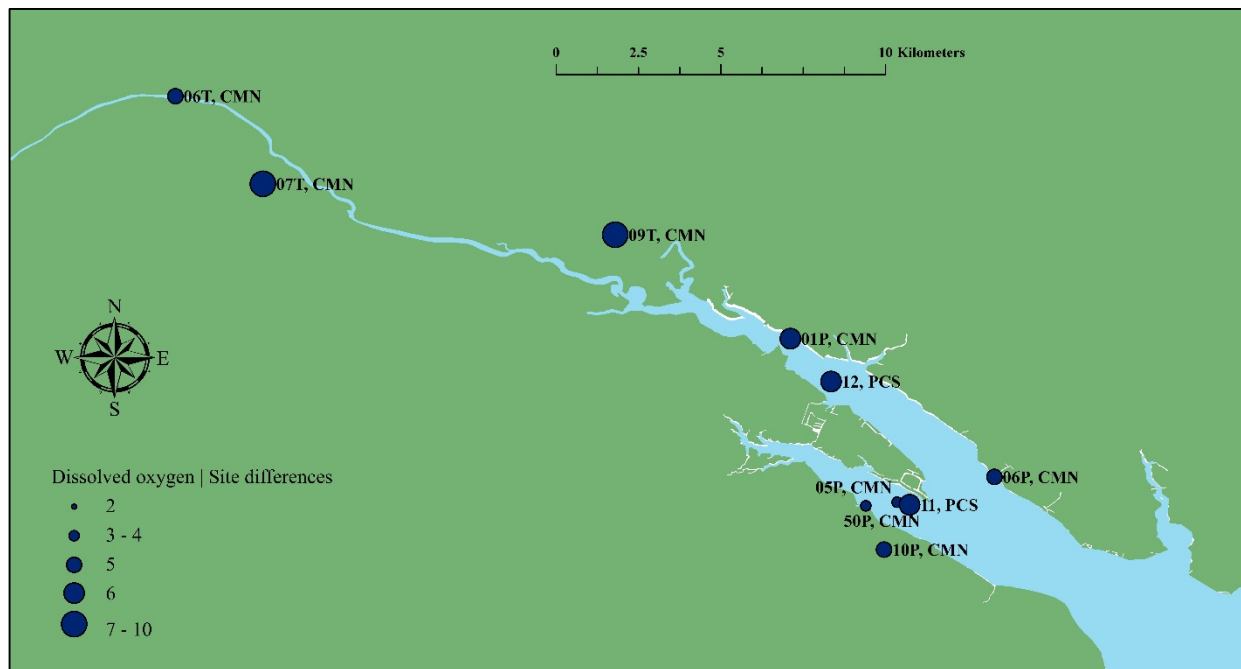 0 2.5 5 10 Kilometers
06T, CMN
07T, CMN
09T, CMN
N
W E
S
01P, CMN
12, PCS
Dissolved oxygen | Site differences
2
3 - 4
5
6
7 - 10
06P, CMN
05P, CMN
11, PCS
50P, CMN
10P, CMN